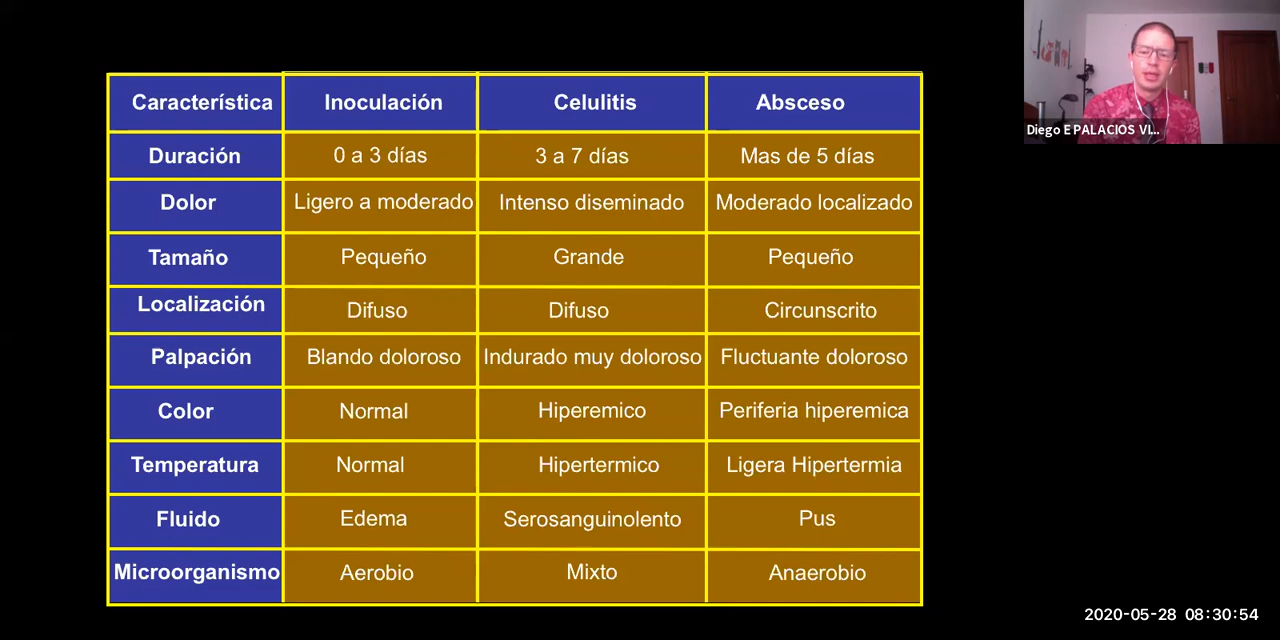 Característica Inoculación Celulitis Absceso
Duración 0 a 3 días 3 a 7 días Mas de 5 días
Dolor Ligero a moderado Intenso diseminado Moderado localizado
Tamaño Pequeño Grande Pequeño
Localización Difuso Difuso Circunscrito
Palpación Blando doloroso Indurado muy doloroso Fluctuante doloroso
Color Normal Hiperemico Periferia hiperemica
Temperatura Normal Hipertermico Ligera Hipertermia
Fluido Edema Serosanguinolento Pus
Microorganismo Aerobio Mixto Anaerobio
Diego E PALACIOS VI...
2020-05-28 08:30:54